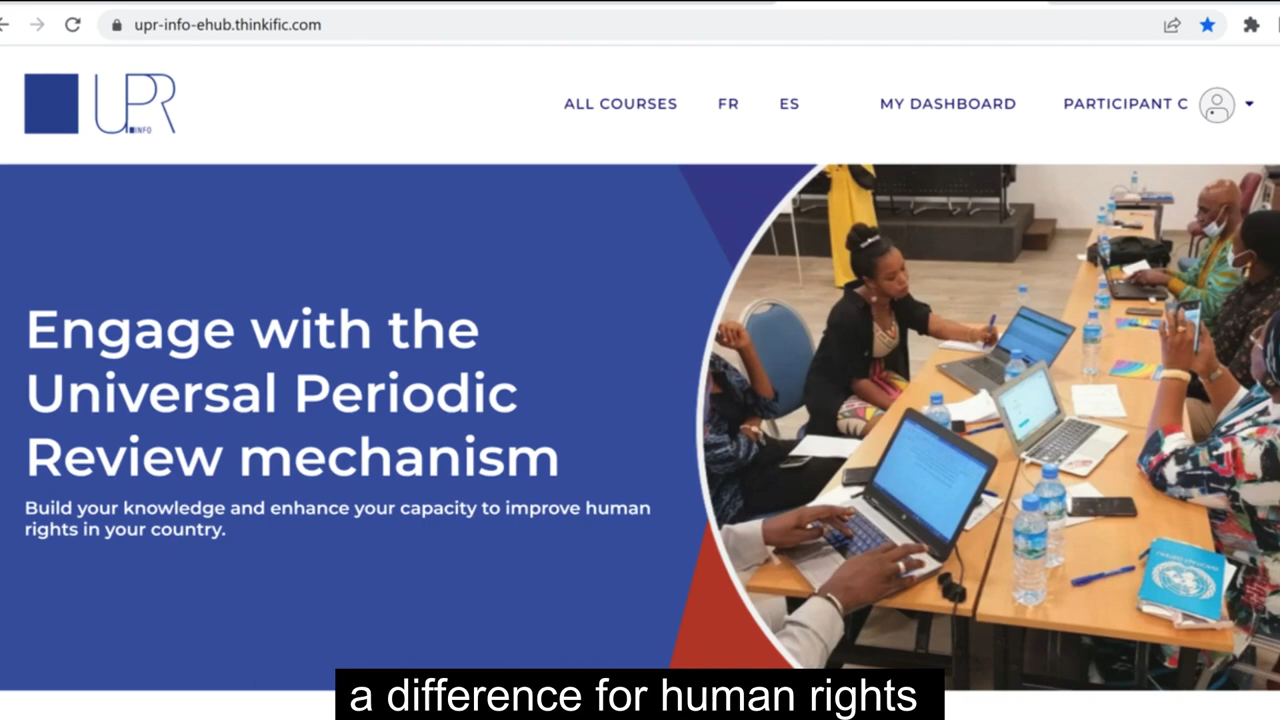 upr-info-ehub.thinkific.com
UPR
INFO
ALL COURSES FR ES MY DASHBOARD PARTICIPANT C
Engage with the
Universal Periodic
Review mechanism
Build your knowledge and enhance your capacity to improve human
rights in your country.
a difference for human rights